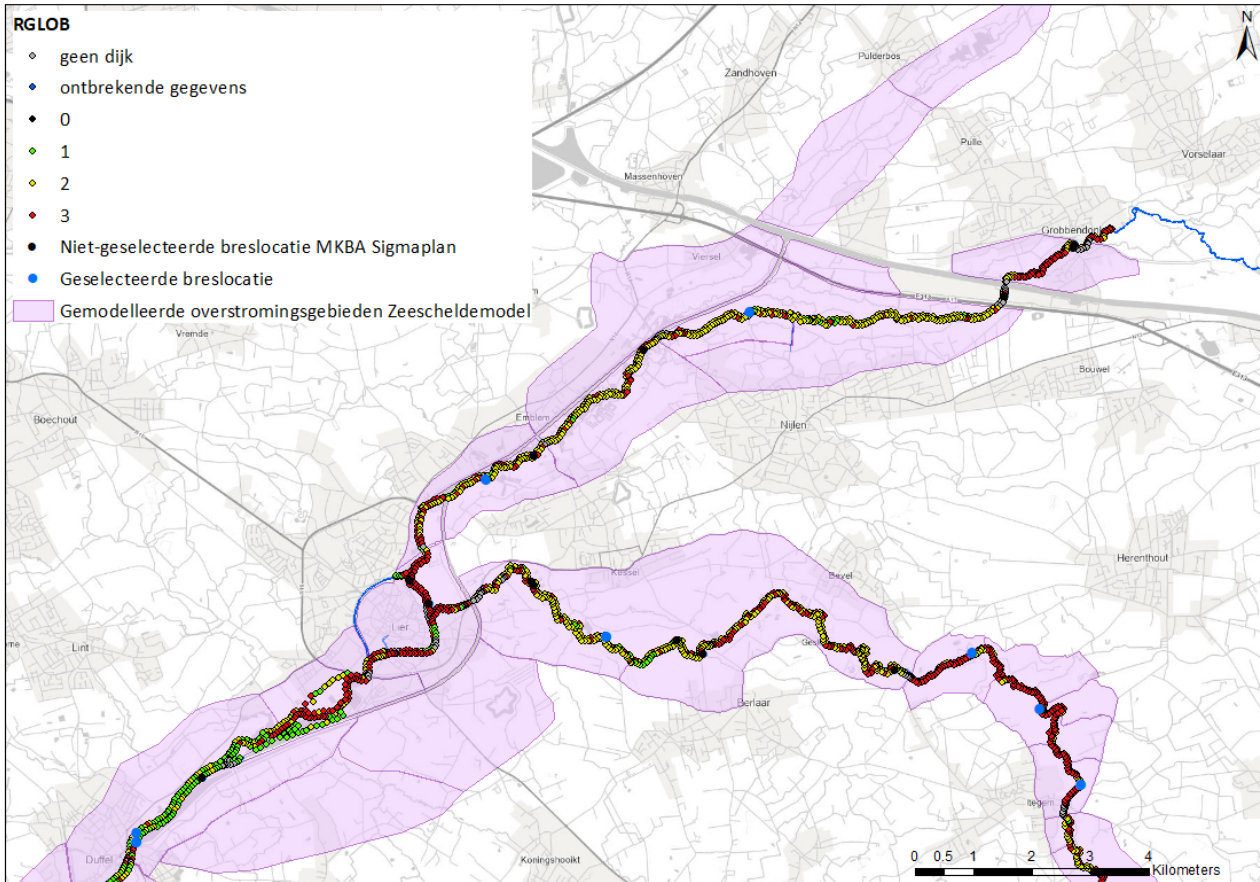 RGLOB
geen dijk
ontbrekende gegevens
0
1
2
3
Niet-geselecteerde breslocatie MKBA Sigmaplan
Geselecteerde breslocatie
Gemodelleerde overstromingsgebieden Zeescheldemodel
N
Pulderbos
Zandhoven
Pulle
Vorselaar
Massenhoven
Viersel
Vremde
Bouwel
Boechout
Emblem
Nijlen
Herenthout
Kessel
Bevel
Lier
Lint
Berlaar
Itegem
Duffel
Koningshooikt
0 0.5 1 2 3 4
Kilometers